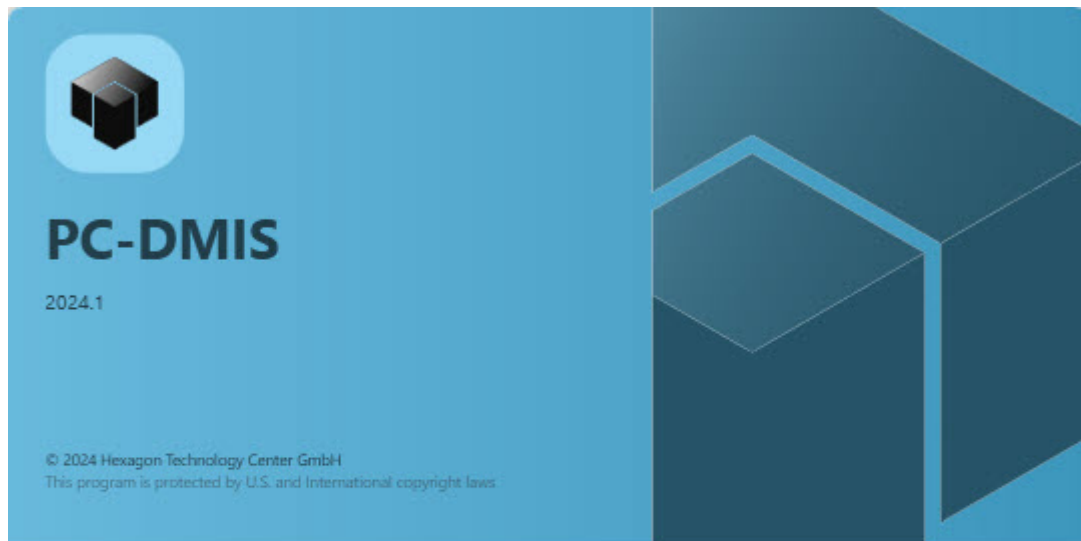 PC-DMIS
2024.1
© 2024 Hexagon Technology Center GmbH
This program is protected by U.S. and International copyright laws